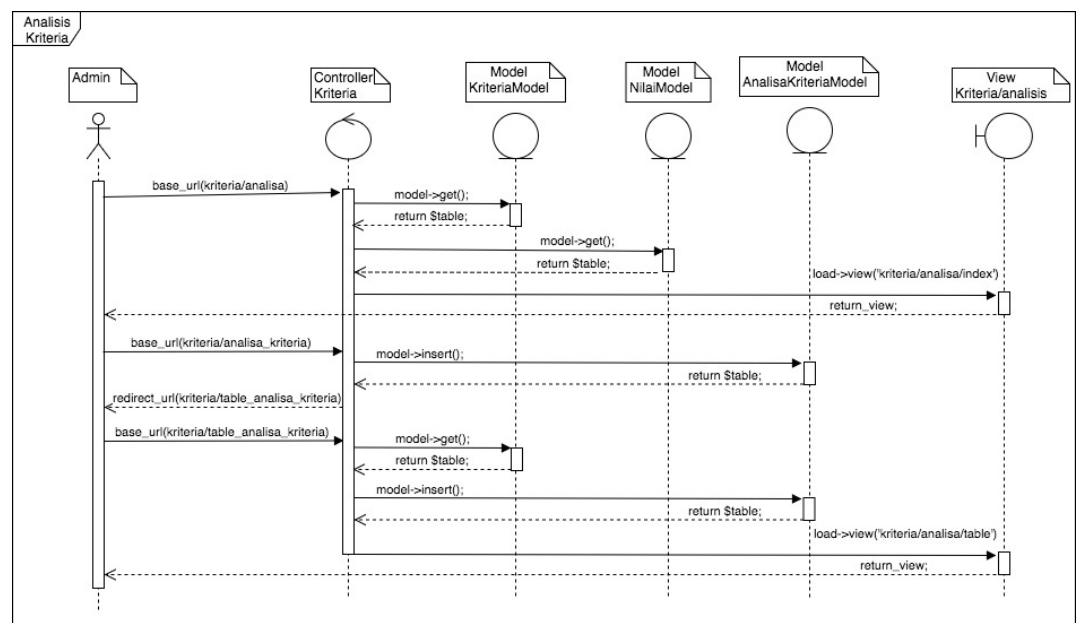 Analisis
Kriteria
Admin
Controller
Kriteria
Model
KriteriaModel
Model
NilaiModel
Model
AnalisaKriteriaModel
View
Kriteria/analisis
base_url(kriteria/analisa)
model->get();
return $table;
model->get();
return $table;
load->view('kriteria/analisa/index')
return_view;
base_url(kriteria/analisa_kriteria)
model->insert();
return $table;
redirect_url(kriteria/table_analisa_kriteria)
base_url(kriteria/table_analisa_kriteria)
model->get();
return $table;
model->insert();
return $table;
load->view('kriteria/analisa/table')
return_view;